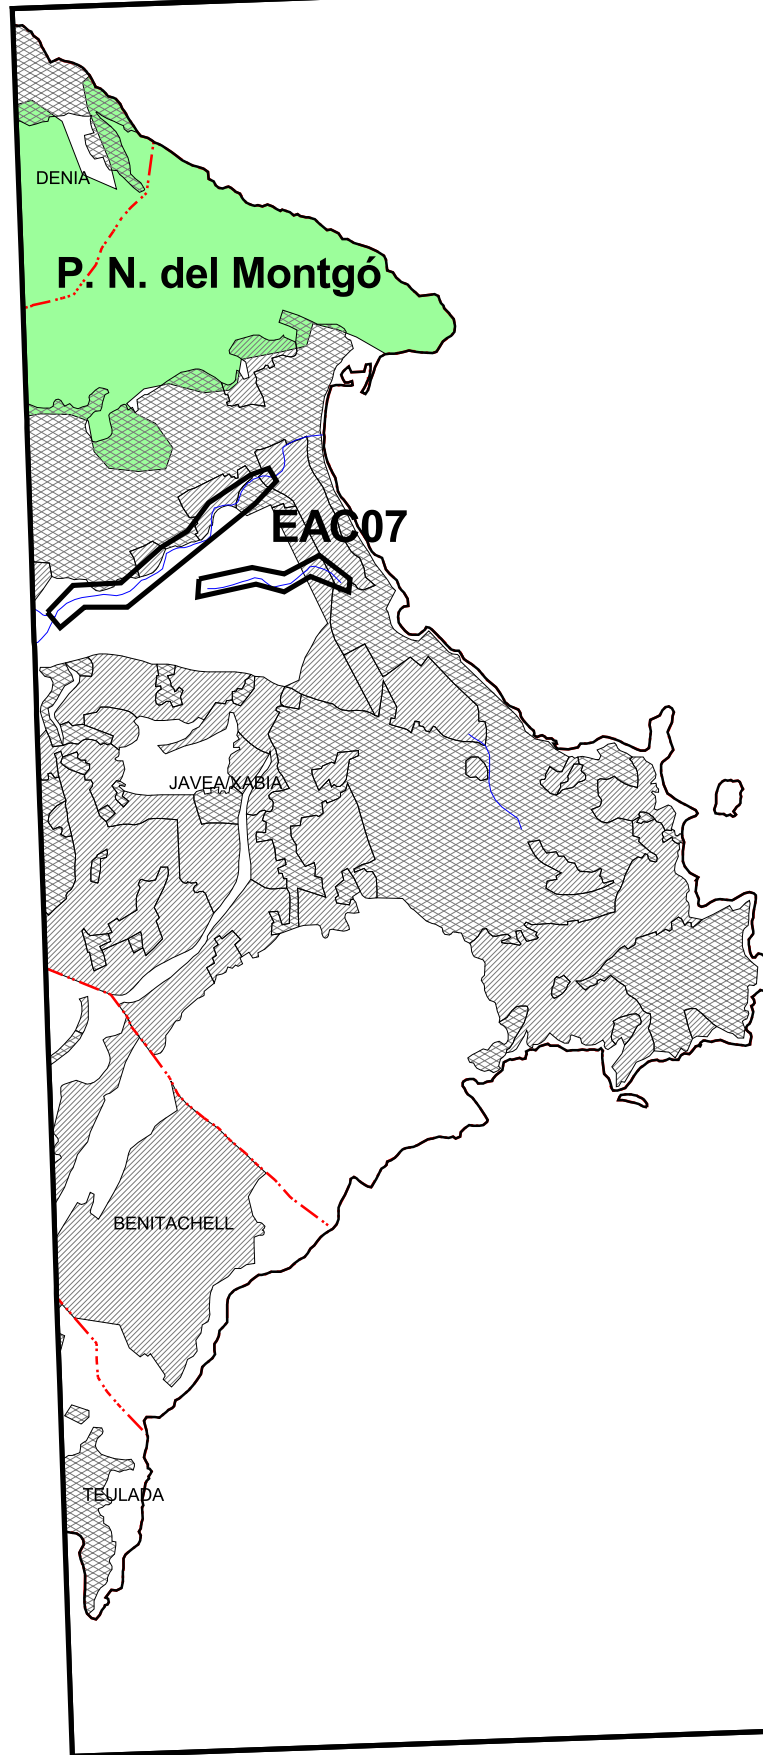 DENIA
P. N. del Montgó
EAC07
JAVEA/XABIA
BENITACHELL
TEULADA